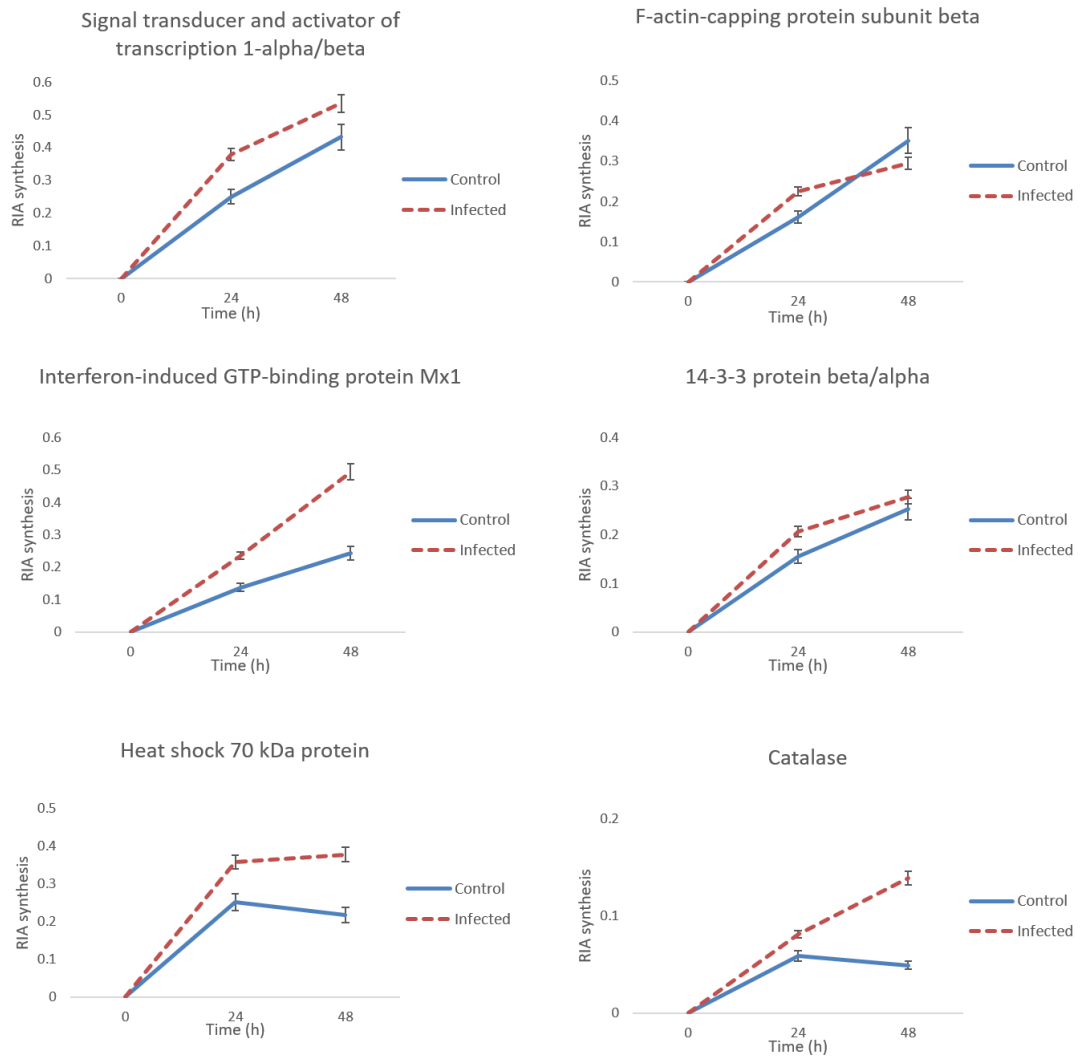 Signal transducer and activator of
transcription 1-alpha/beta
0.6
0.5
0.4
0.3
0.2
0.1
0
RIA synthesis
0
24
48
Time (h)
Control
Infected
F-actin-capping protein subunit beta
0.5
0.4
0.3
0.2
0.1
0
RIA synthesis
0
24
48
Time (h)
Control
Infected
Interferon-induced GTP-binding protein Mx1
0.6
0.5
0.4
0.3
0.2
0.1
0
RIA synthesis
0
24
48
Time (h)
Control
Infected
14-3-3 protein beta/alpha
0.4
0.3
0.2
0.1
0
RIA synthesis
0
24
48
Time (h)
Control
Infected
Heat shock 70 kDa protein
0.5
0.4
0.3
0.2
0.1
0
RIA synthesis
0
24
48
Time (h)
Control
Infected
Catalase
0.2
0.1
0
RIA synthesis
0
24
48
Time (h)
Control
Infected